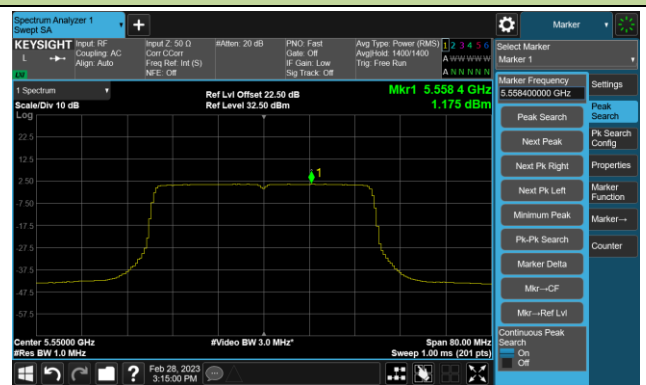 Spectrum Analyzer 1
Swept SA
+
Marker
KEYSIGHT
L
LXI
Input: RF
Coupling: AC
Align: Auto
Input Z: 50 Ω
Corr CCorr
Freq Ref: Int (S)
NFE: Off
#Atten: 20 dB
PNO: Fast
Gate: Off
IF Gain: Low
Sig Track: Off
Avg Type: Power (RMS)
Avg|Hold: 1400/1400
Trig: Free Run
1 2 3 4 5 6
A W W W W W
A N N N N N
Select Marker
Marker 1
1 Spectrum
Scale/Div 10 dB
Log
Ref Lvl Offset 22.50 dB
Ref Level 32.50 dBm
Mkr1 5.558 4 GHz
1.175 dBm
22.5
12.5
2.50
-7.50
-17.5
-27.5
-37.5
-47.5
-57.5
1
Center 5.55000 GHz
#Res BW 1.0 MHz
#Video BW 3.0 MHz*
Span 80.00 MHz
Sweep 1.00 ms (201 pts)
Marker Frequency
5.558400000 GHz
Peak Search
Next Peak
Next Pk Right
Next Pk Left
Minimum Peak
Pk-Pk Search
Marker Delta
Mkr→CF
Mkr→Ref Lvl
Continuous Peak
Search
On
Off
Settings
Peak
Search
Pk Search
Config
Properties
Marker
Function
Marker→
Counter
?
Feb 28, 2023
3:15:00 PM